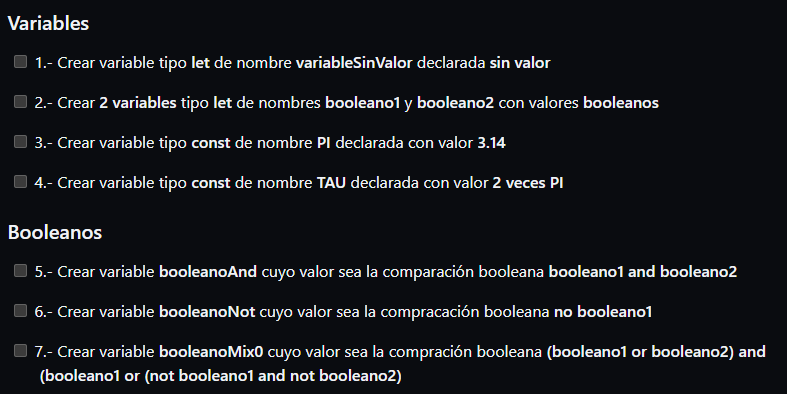 Variables
1.- Crear variable tipo let de nombre variableSinValor declarada sin valor
2.- Crear 2 variables tipo let de nombres booleano1 y booleano2 con valores booleanos
3.- Crear variable tipo const de nombre PI declarada con valor 3.14
4.- Crear variable tipo const de nombre TAU declarada con valor 2 veces PI
Booleanos
5.- Crear variable booleanoAnd cuyo valor sea la comparación booleana booleano1 and booleano2
6.- Crear variable booleanoNot cuyo valor sea la compracación booleana no booleano1
7.- Crear variable booleanoMix0 cuyo valor sea la compración booleana (booleano1 or booleano2) and
(booleano1 or (not booleano1 and not booleano2)